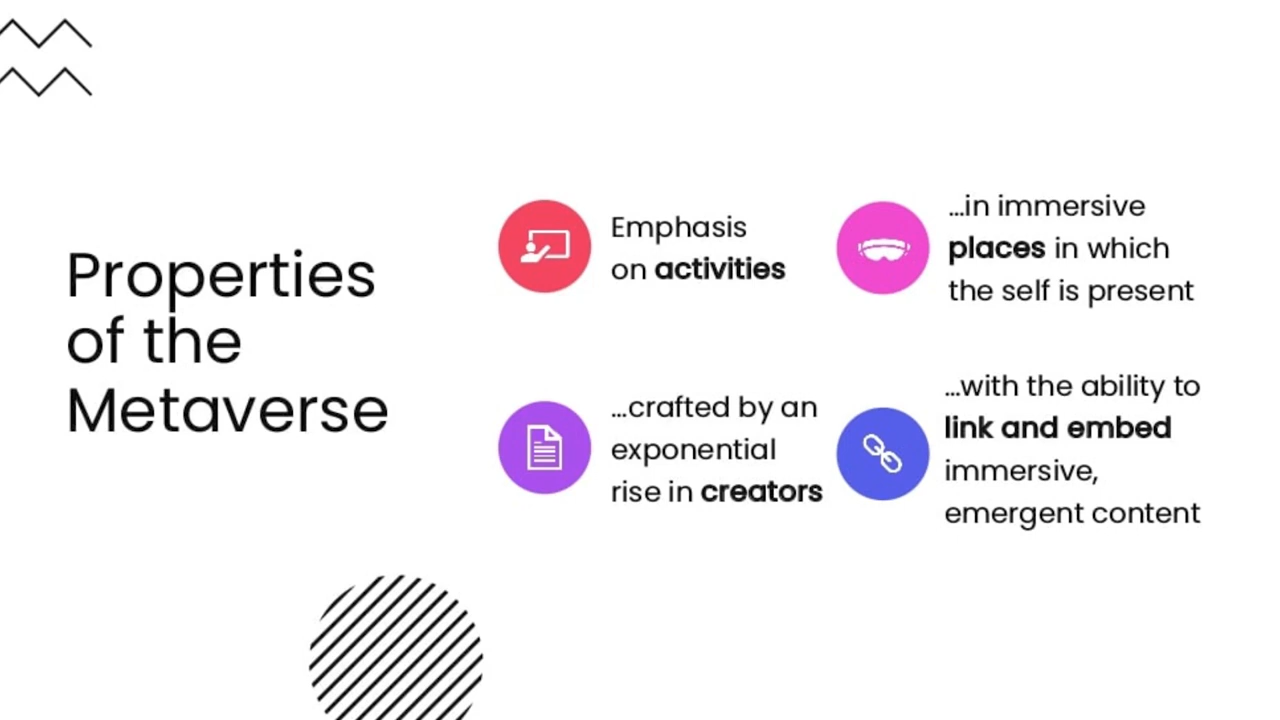 Properties
of the
Metaverse
Emphasis
on activities
...in immersive
places in which
the self is present
...crafted by an
exponential
rise in creators
...with the ability to
link and embed
immersive,
emergent content